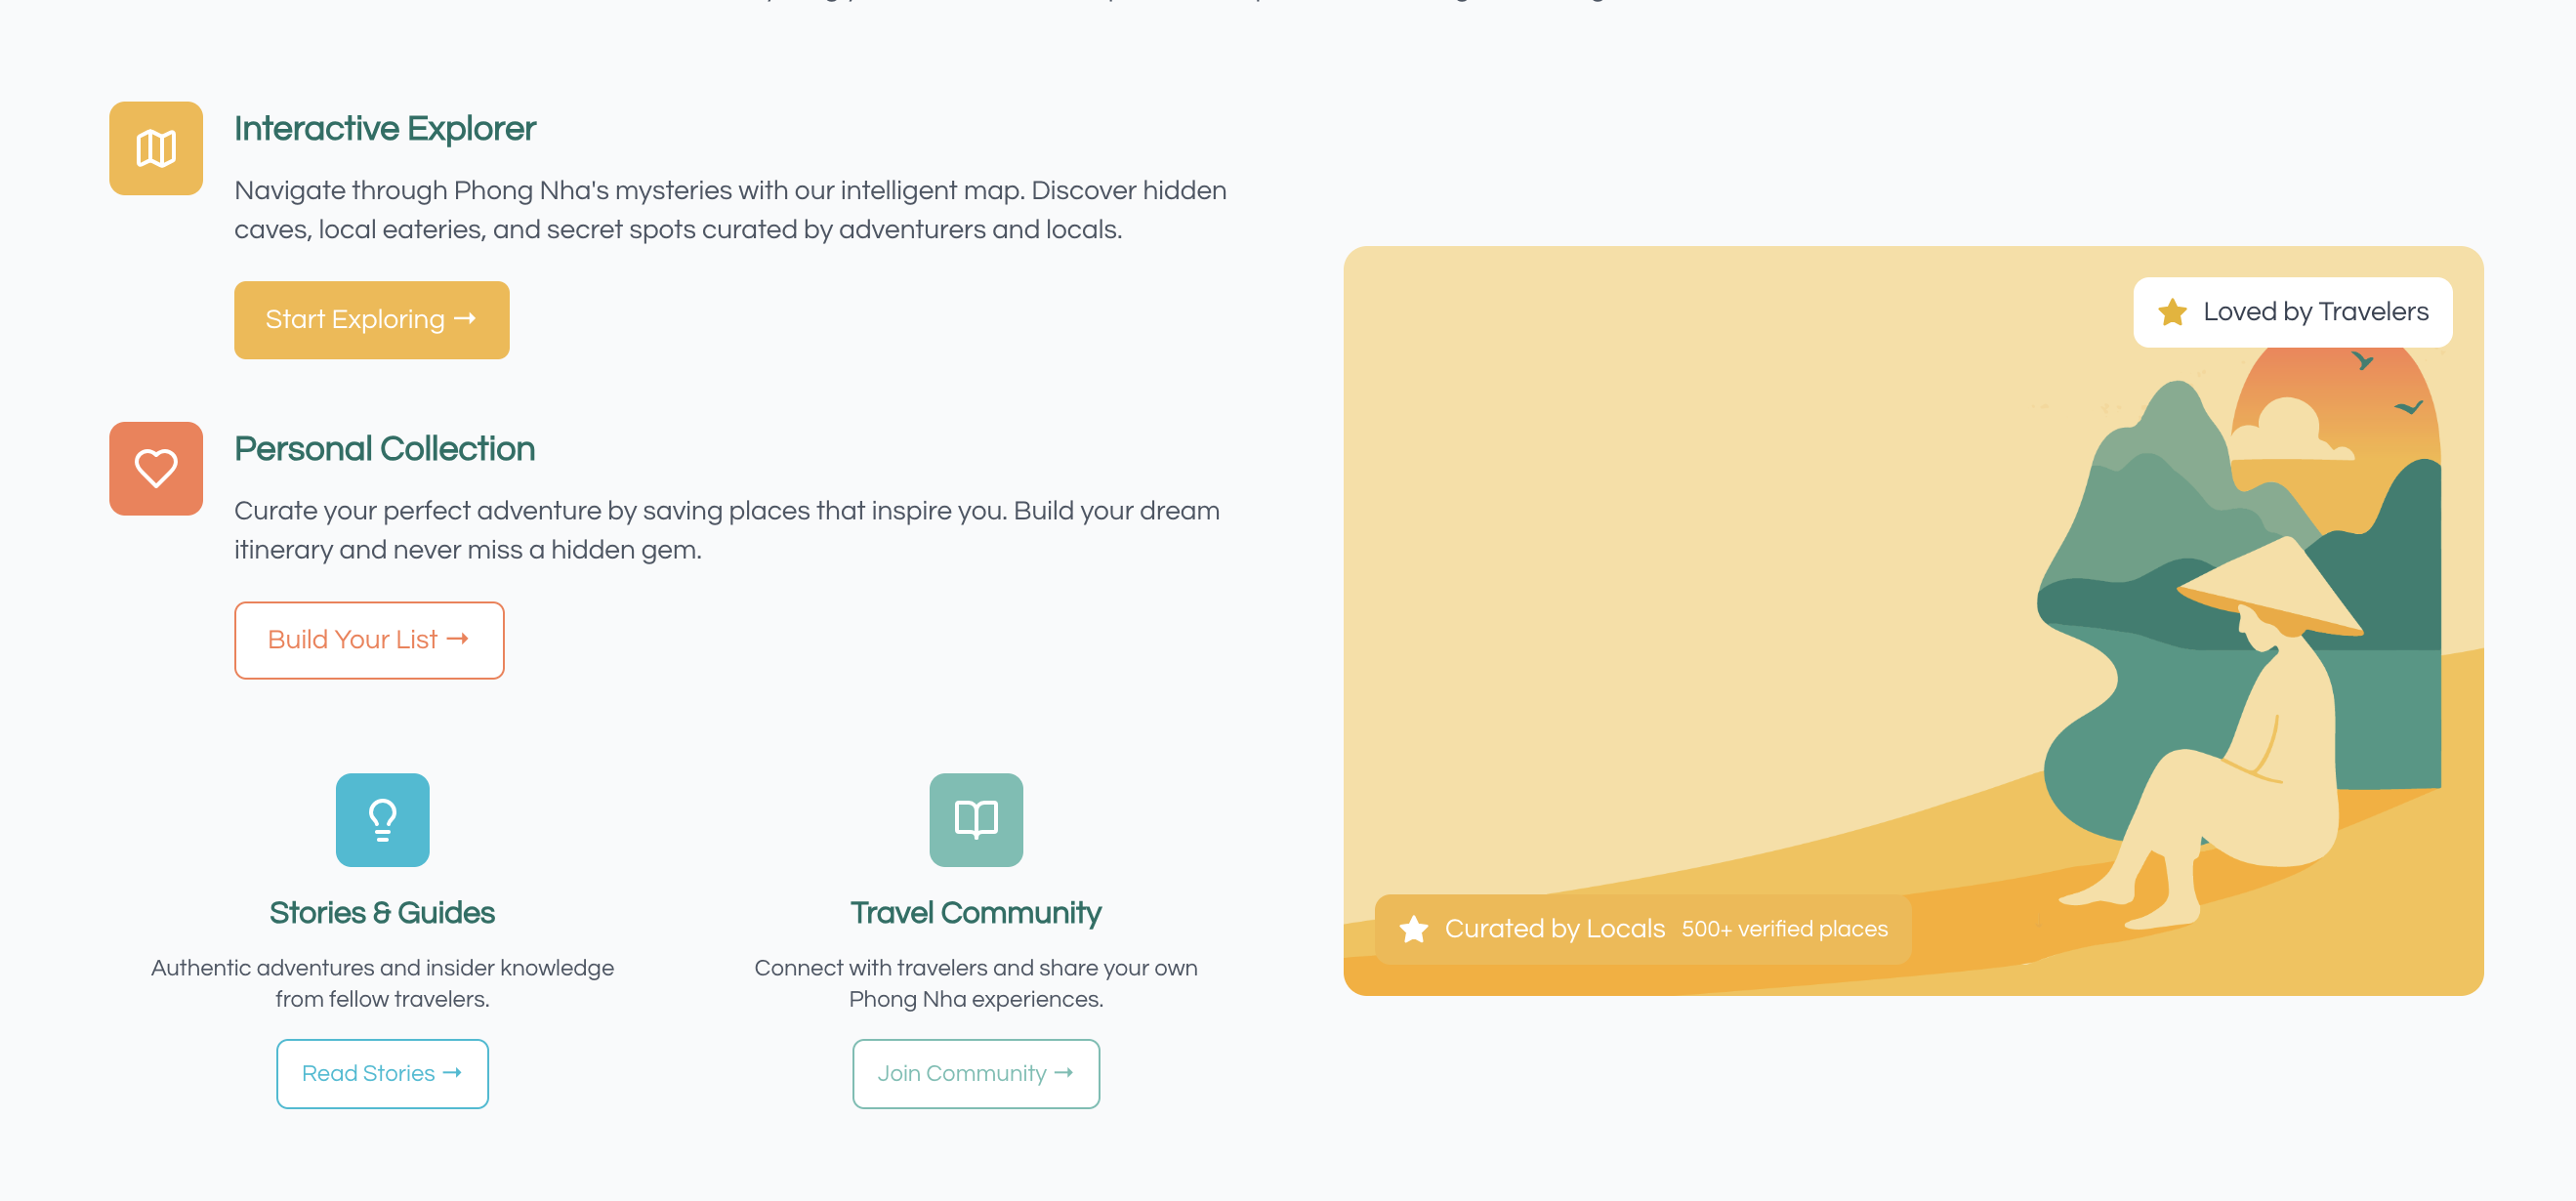 Interactive Explorer
Navigate through Phong Nha's mysteries with our intelligent map. Discover hidden
caves, local eateries, and secret spots curated by adventurers and locals.
Start Exploring →
Personal Collection
Curate your perfect adventure by saving places that inspire you. Build your dream
itinerary and never miss a hidden gem.
Build Your List →
Stories & Guides
Authentic adventures and insider knowledge
from fellow travelers.
Read Stories →
Travel Community
Connect with travelers and share your own
Phong Nha experiences.
Join Community →
Loved by Travelers
Curated by Locals 500+ verified places